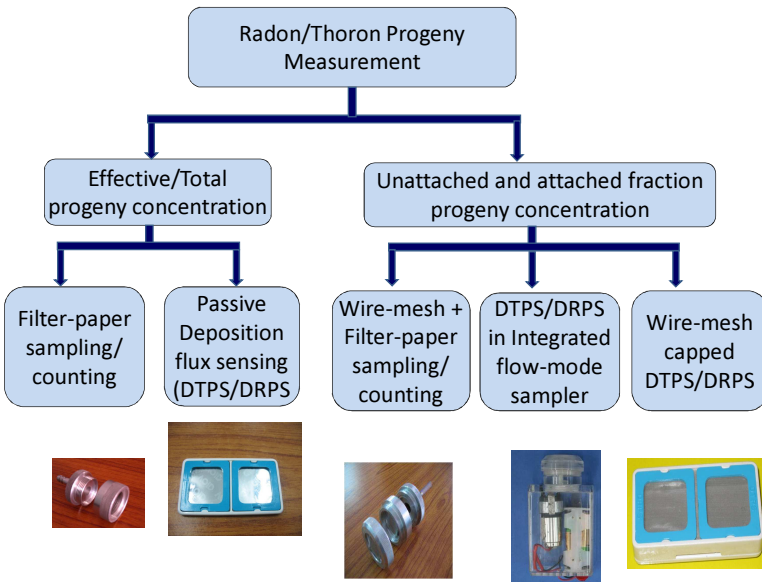 Radon/Thoron Progeny
Measurement
Effective/Total
progeny concentration
Unattached and attached fraction
progeny concentration
Filter-paper
sampling/
counting
Passive
Deposition
flux sensing
(DTPS/DRPS
Wire-mesh +
Filter-paper
sampling/
counting
DTPS/DRPS
in Integrated
flow-mode
sampler
Wire-mesh
capped
DTPS/DRPS